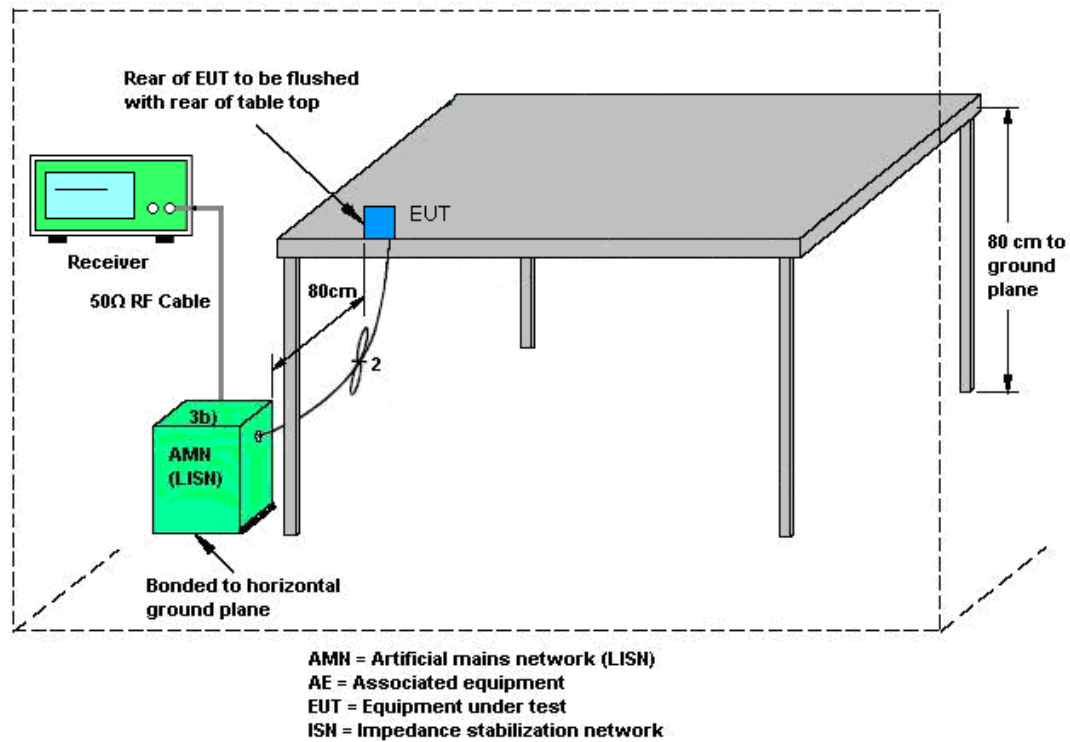 Rear of EUT to be flushed
with rear of table top
EUT
Receiver
50Ω RF Cable
80cm
80 cm to
ground
plane
2
3b)
AMN
(LISN)
Bonded to horizontal
ground plane
AMN = Artificial mains network (LISN)
AE = Associated equipment
EUT = Equipment under test
ISN = Impedance stabilization network